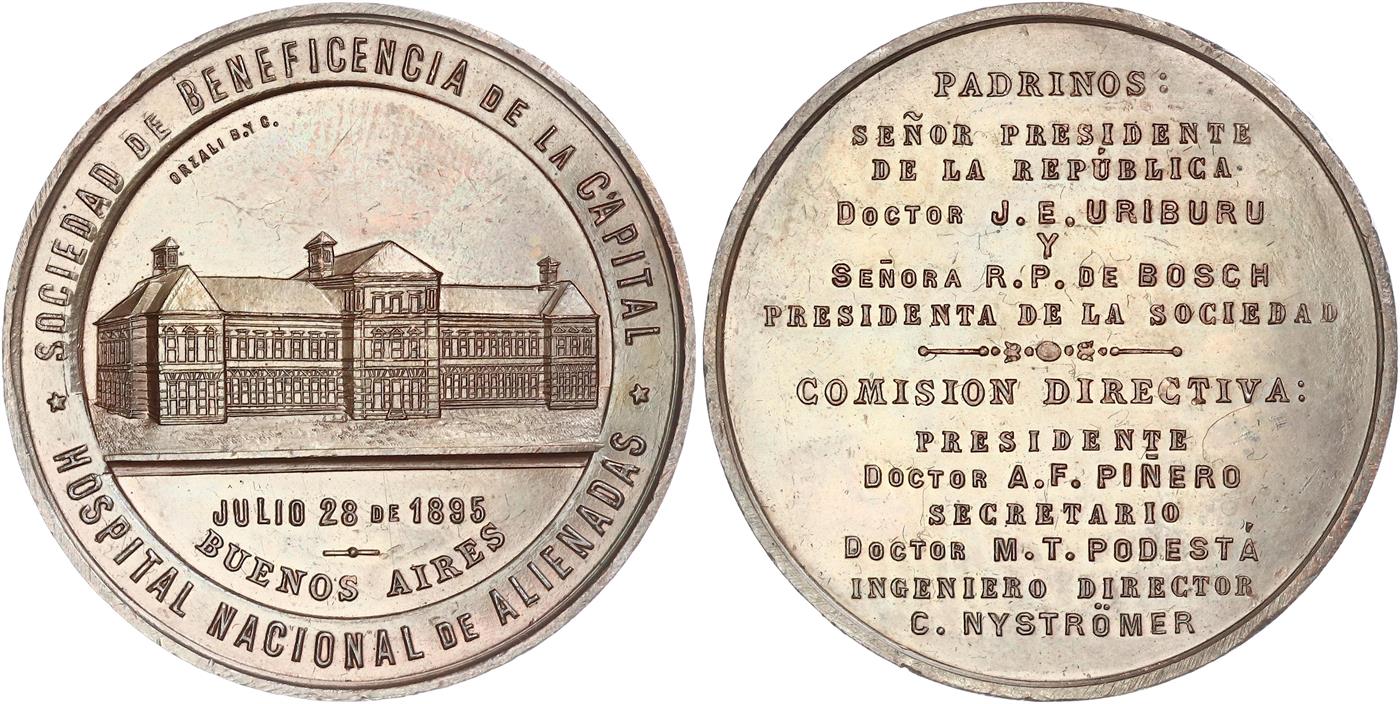 SOCIEDAD DE BENEFICENCIA DE LA CAPITAL
ORZALI B. Y C.
JULIO 28 DE 1895
BUENOS AIRES
HOSPITAL NACIONAL DE ALIENADAS
PADRINOS:
SEÑOR PRESIDENTE
DE LA REPÚBLICA
DOCTOR J. E. URIBURU
Y
SEÑORA R. P. DE BOSCH
PRESIDENTA DE LA SOCIEDAD
COMISION DIRECTIVA:
PRESIDENTE
DOCTOR A. F. PIÑERO
SECRETARIO
DOCTOR M. T. PODESTÁ
INGENIERO DIRECTOR
C. NYSTRÖMER